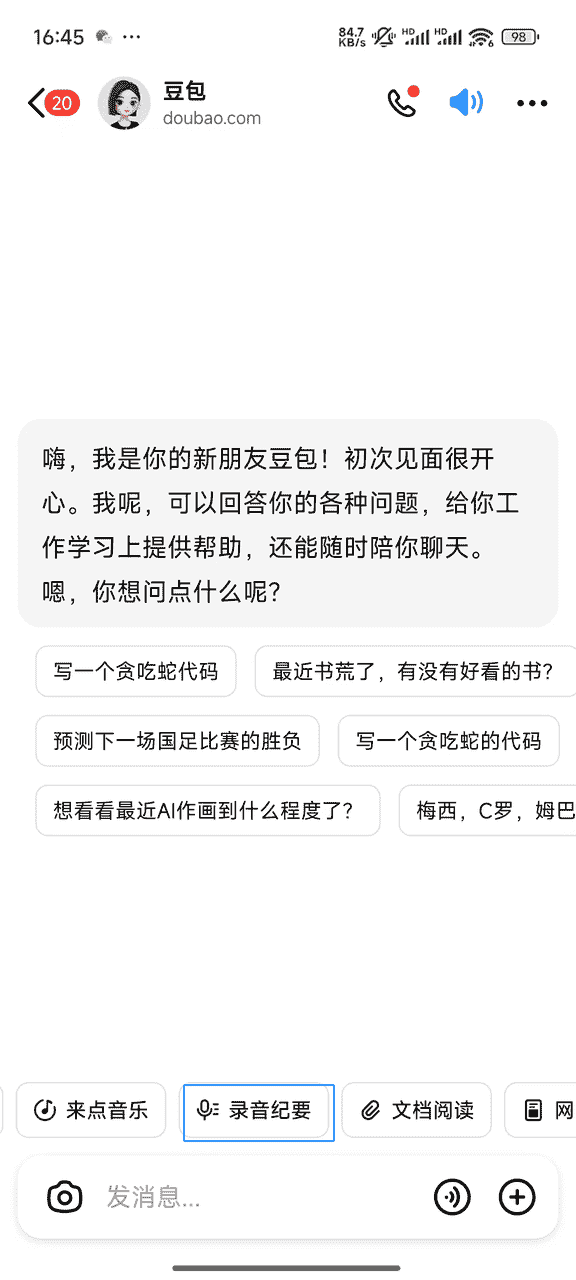 16:45 ...
84.7
KB/s
HD HD 6 98
20
豆包
doubao.com
嗨，我是你的新朋友豆包！初次见面很开
心。我呢，可以回答你的各种问题，给你工
作学习上提供帮助，还能随时陪你聊天。
嗯，你想问点什么呢？
写一个贪吃蛇代码 最近书荒了，有没有好看的书？
预测下一场国足比赛的胜负 写一个贪吃蛇的代码
想看看最近AI作画到什么程度了？ 梅西，C罗，姆巴
来点音乐 录音纪要 文档阅读 网
发消息...